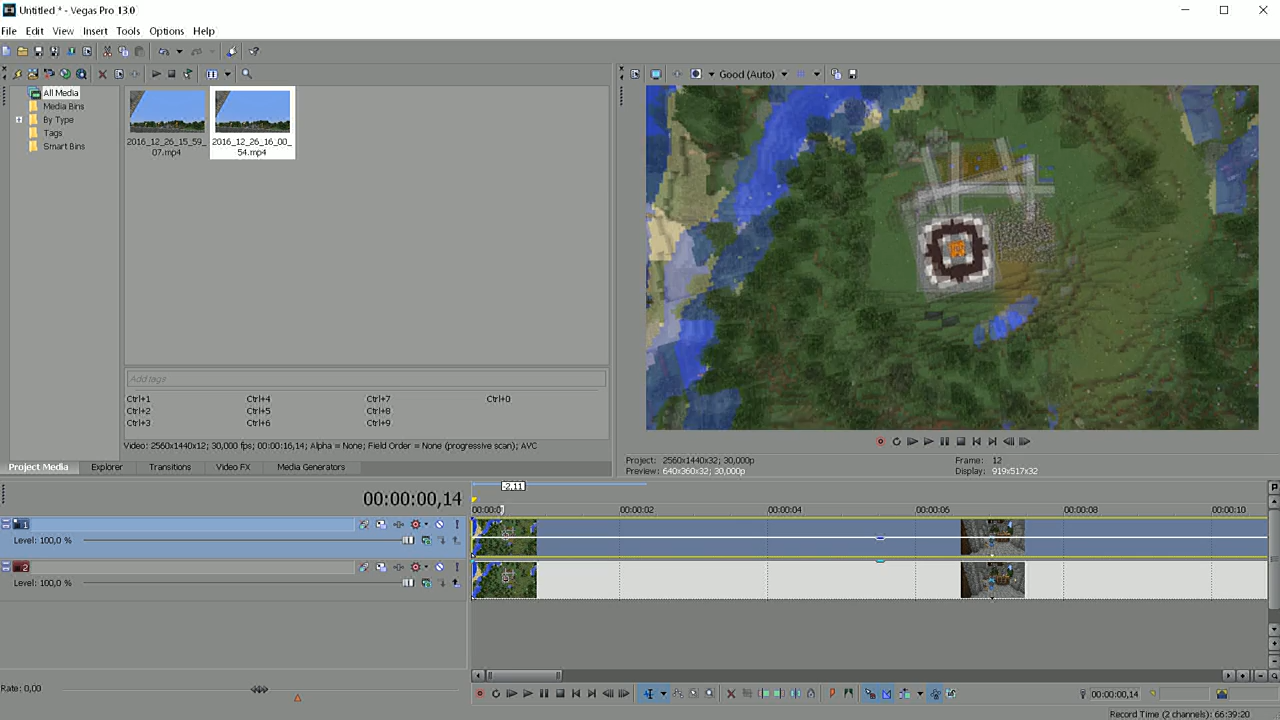 Untitled * - Vegas Pro 13.0
File Edit View Insert Tools Options Help
Good (Auto)
All Media
Media Bins
By Type
Tags
Smart Bins
2016_12_26_15_59_
07.mp4
2016_12_26_16_00_
54.mp4
Add tags
Ctrl+1 Ctrl+4 Ctrl+7 Ctrl+0
Ctrl+2 Ctrl+5 Ctrl+8
Ctrl+3 Ctrl+6 Ctrl+9
Video: 2560x1440x12; 30,000 fps; 00:00:16,14; Alpha = None; Field Order = None (progressive scan); AVC
Project Media Explorer Transitions Video FX Media Generators
Project: 2560x1440x32; 30,000p Frame: 12
Preview: 640x360x32; 30,000p Display: 919x517x32
00:00:00,14
-2,11
00:00:0 00:00:02 00:00:04 00:00:06 00:00:08 00:00:10
1
Level: 100,0 %
2
Level: 100,0 %
Rate: 0,00
00:00:00,14
Record Time (2 channels): 66:39:20